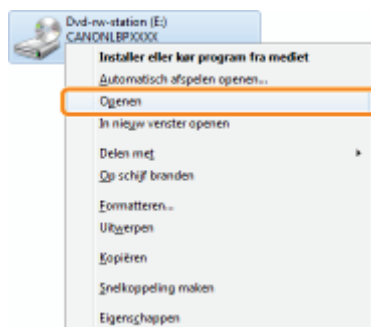 Dvd-rw-station (E:)
CANONLBPXXXX
Installer eller kør program fra mediet
Automatisch afspelen openen...
Openen
In nieuw venster openen
Delen met
Op schijf branden
Formatteren...
Uitwerpen
Kopiëren
Snelkoppeling maken
Eigenschappen